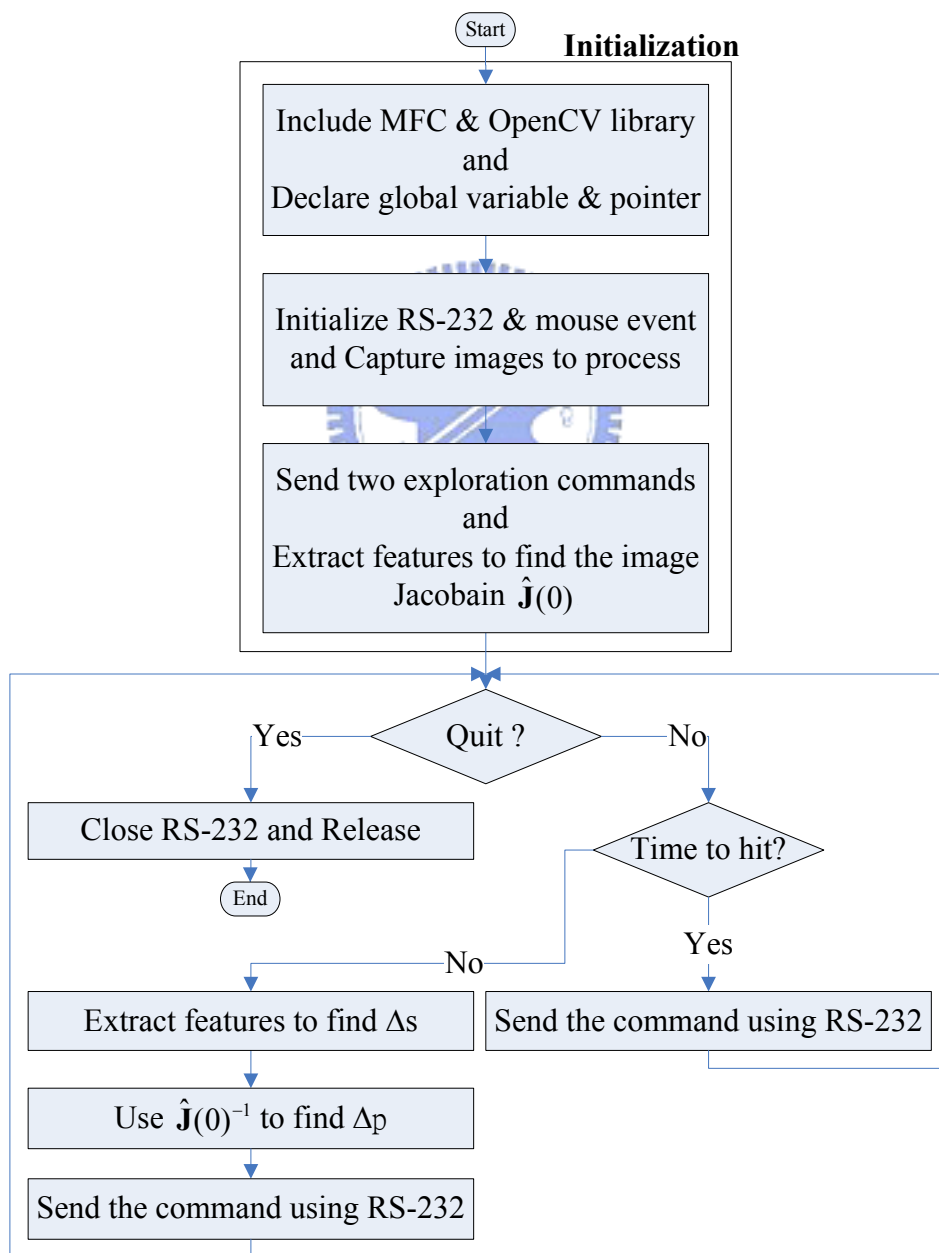 Start
Initialization
Include MFC & OpenCV library
and
Declare global variable & pointer
Initialize RS-232 & mouse event
and Capture images to process
Send two exploration commands
and
Extract features to find the image
Jacobain Ĵ(0)
Quit ?
Yes
No
Close RS-232 and Release
End
Time to hit?
Yes
No
Extract features to find Δs
Send the command using RS-232
Use Ĵ(0)⁻¹ to find Δp
Send the command using RS-232